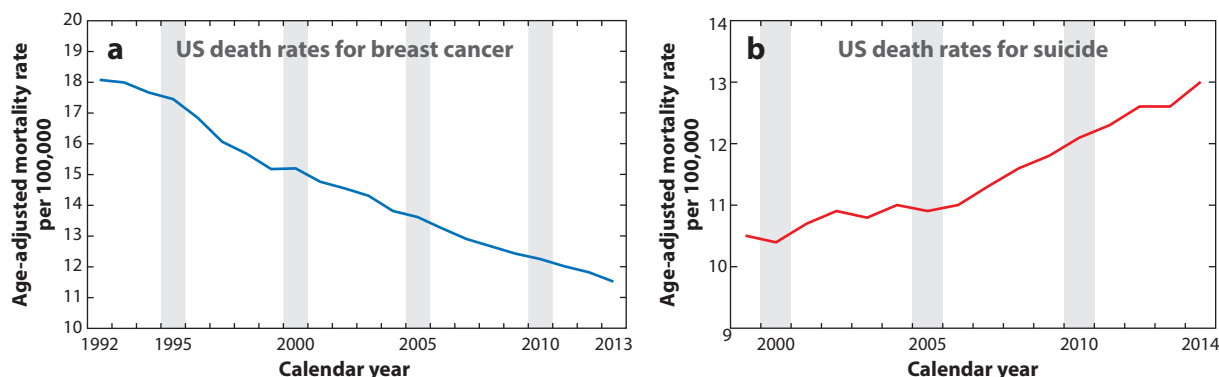 a
US death rates for breast cancer
Age-adjusted mortality rate
per 100,000
20
19
18
17
16
15
14
13
12
11
10
1992
1995
2000
2005
2010
2013
Calendar year
b
US death rates for suicide
Age-adjusted mortality rate
per 100,000
14
13
12
11
10
9
2000
2005
2010
2014
Calendar year